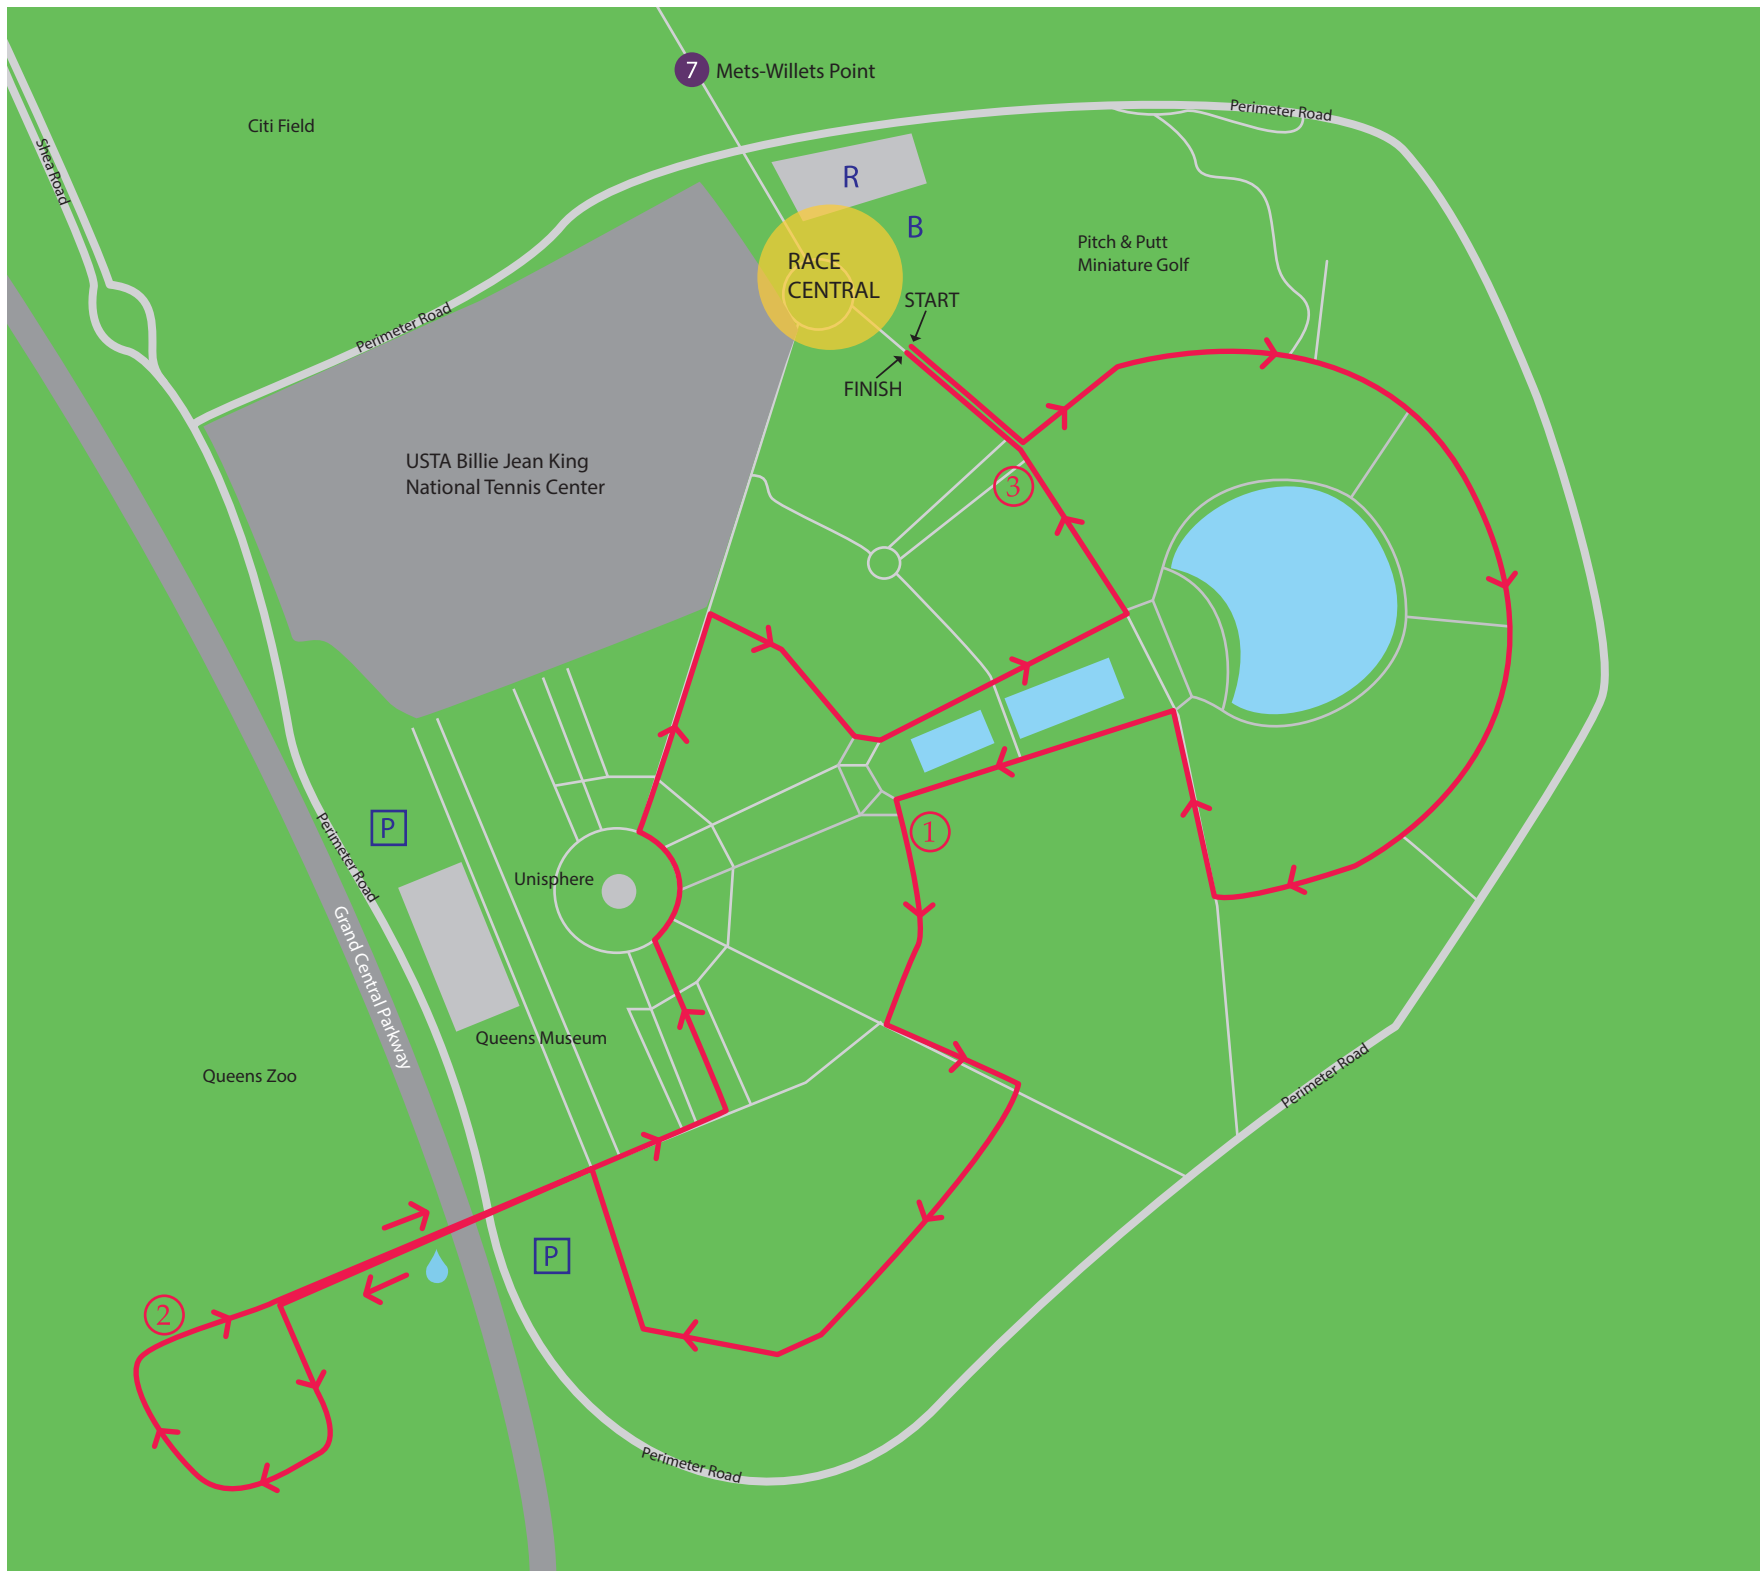 7 Mets-Willets Point
Citi Field
Perimeter Road
Shea Road
R
B
Pitch & Putt
Miniature Golf
RACE
CENTRAL
START
FINISH
Perimeter Road
USTA Billie Jean King
National Tennis Center
3
1
P
Perimeter Road
Unisphere
Grand Central Parkway
Queens Museum
Queens Zoo
Perimeter Road
P
2
Perimeter Road